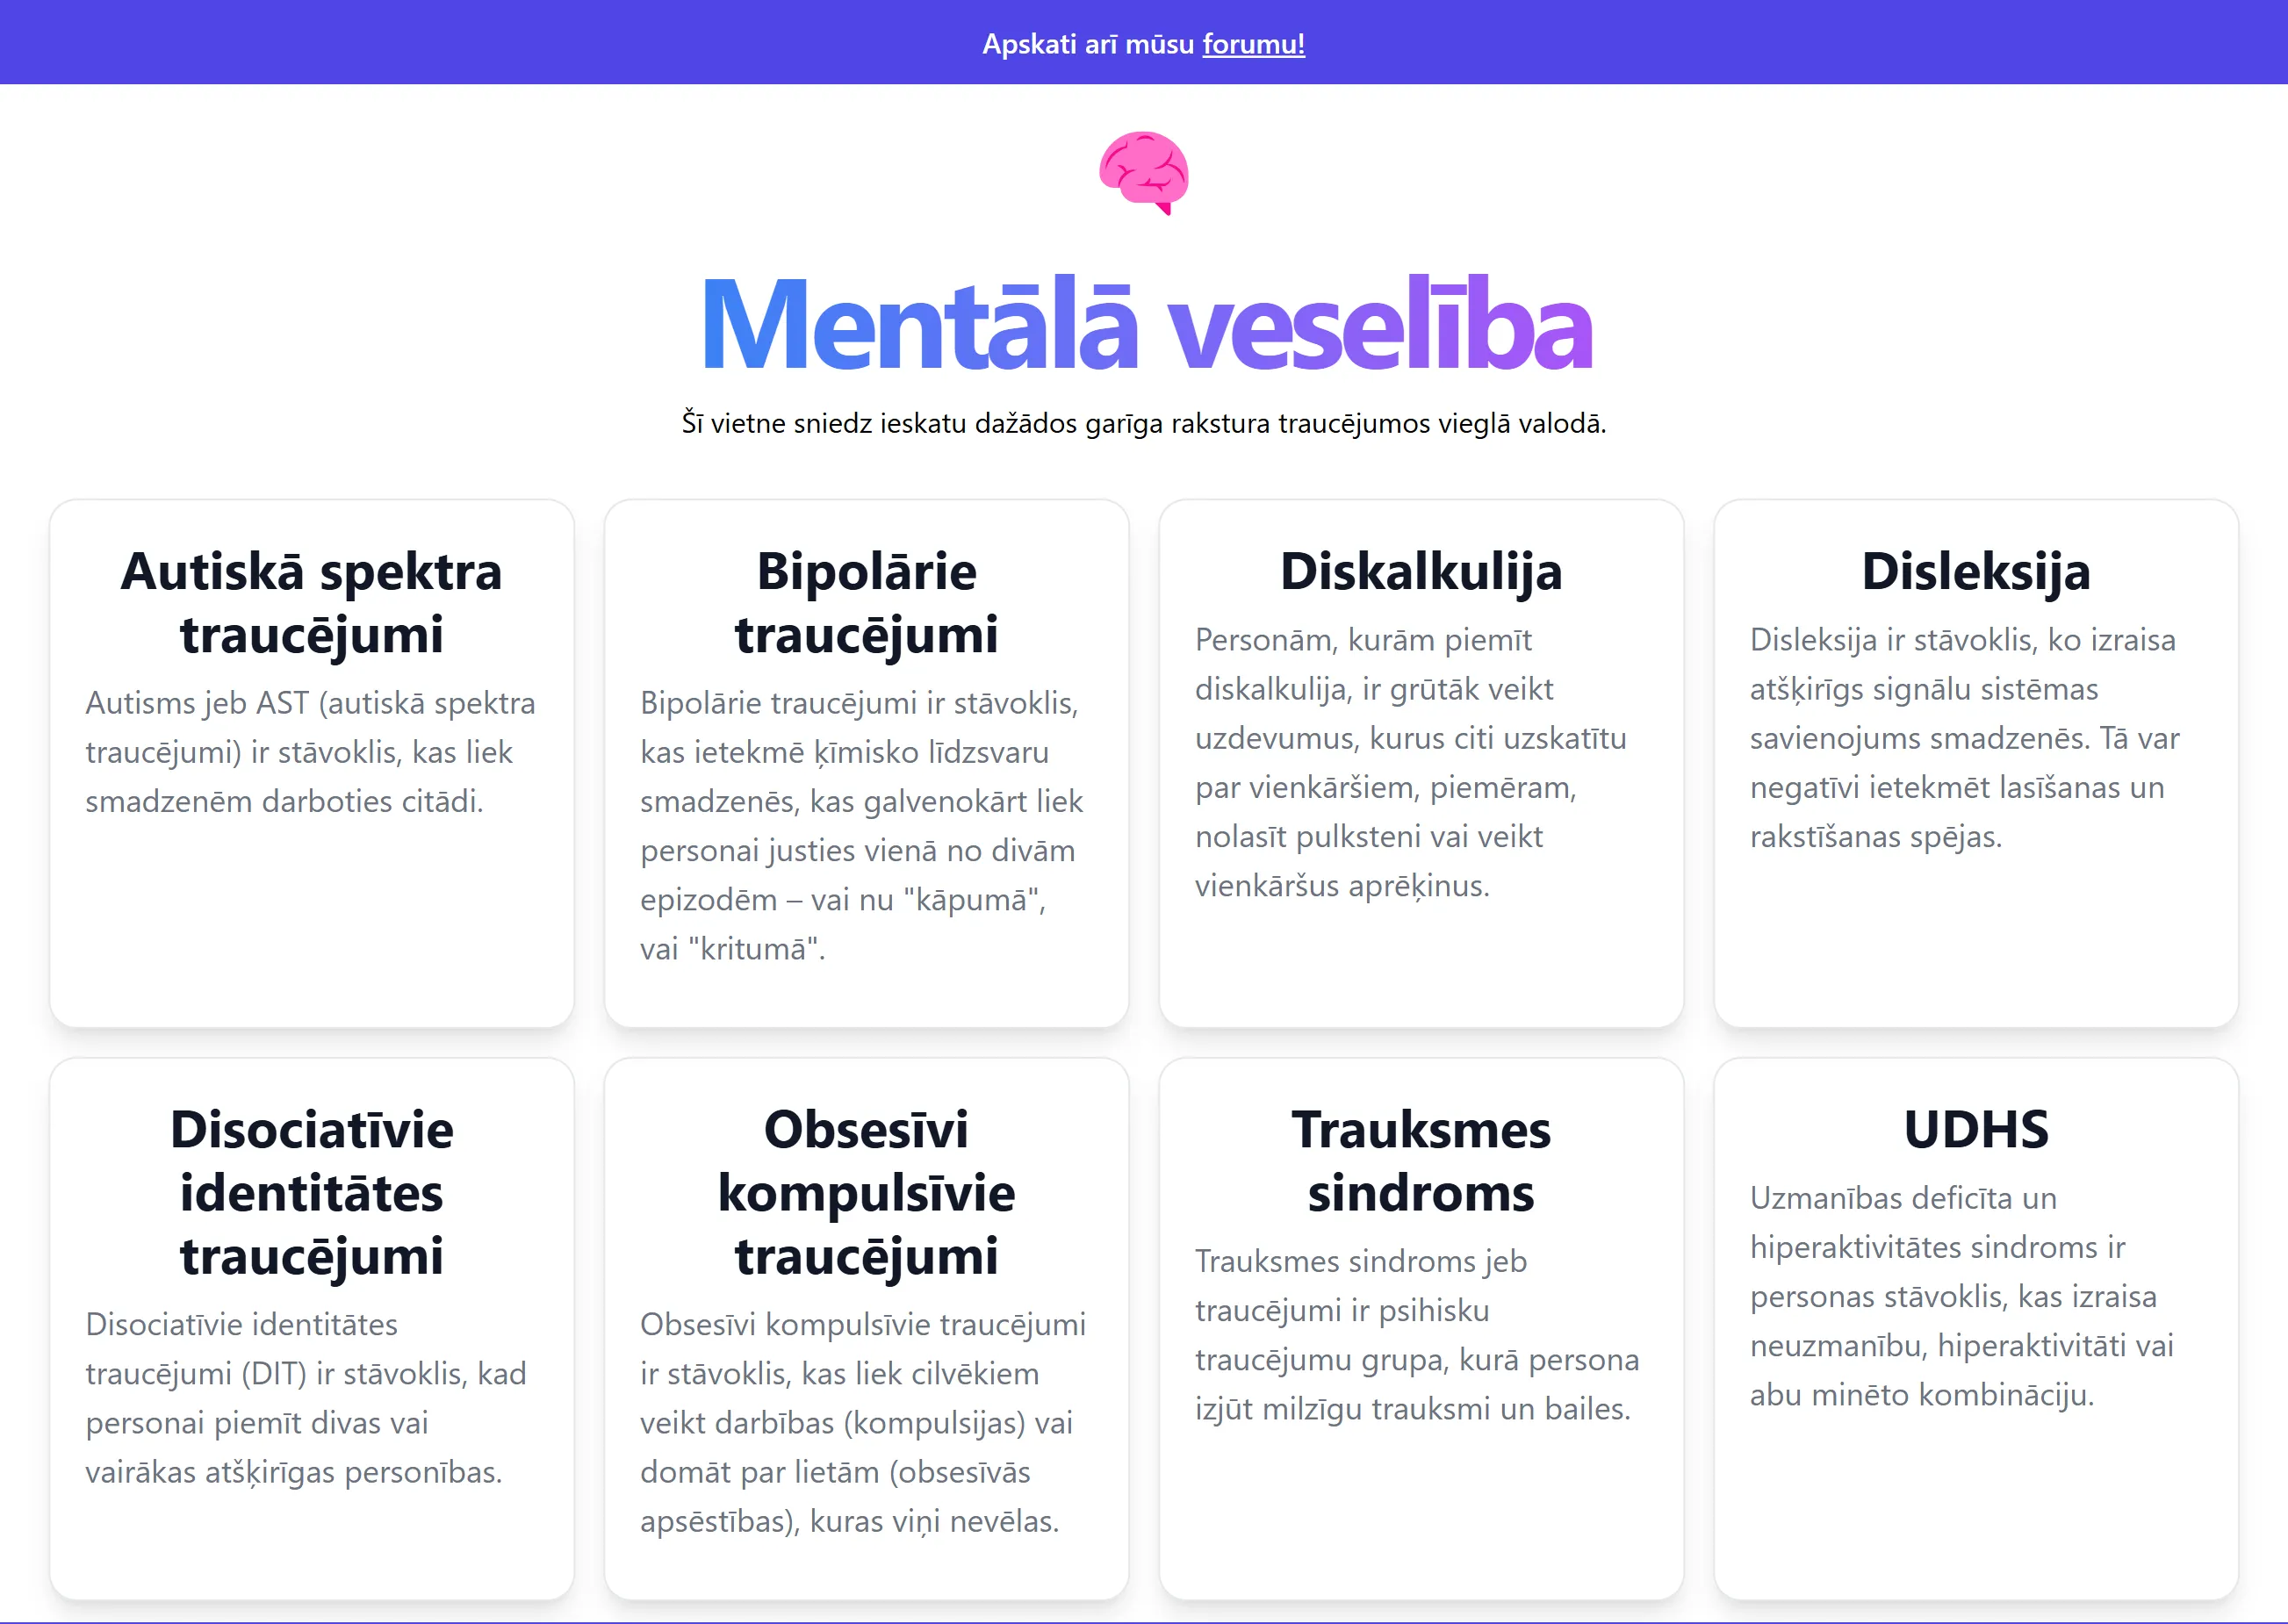 Apskati arī mūsu forumu!
Mentālā veselība
Šī vietne sniedz ieskatu dažādos garīga rakstura traucējumos vieglā valodā.
Autiskā spektra
traucējumi
Autisms jeb AST (autiskā spektra
traucējumi) ir stāvoklis, kas liek
smadzenēm darboties citādi.
Bipolārie
traucējumi
Bipolārie traucējumi ir stāvoklis,
kas ietekmē ķīmisko līdzsvaru
smadzenēs, kas galvenokārt liek
personai justies vienā no divām
epizodēm – vai nu "kāpumā",
vai "kritumā".
Diskalkulija
Personām, kurām piemīt
diskalkulija, ir grūtāk veikt
uzdevumus, kurus citi uzskatītu
par vienkāršiem, piemēram,
nolasīt pulksteni vai veikt
vienkāršus aprēķinus.
Disleksija
Disleksija ir stāvoklis, ko izraisa
atšķirīgs signālu sistēmas
savienojums smadzenēs. Tā var
negatīvi ietekmēt lasīšanas un
rakstīšanas spējas.
Disociatīvie
identitātes
traucējumi
Disociatīvie identitātes
traucējumi (DIT) ir stāvoklis, kad
personai piemīt divas vai
vairākas atšķirīgas personības.
Obsesīvi
kompulsīvie
traucējumi
Obsesīvi kompulsīvie traucējumi
ir stāvoklis, kas liek cilvēkiem
veikt darbības (kompulsijas) vai
domāt par lietām (obsesīvās
apsēstības), kuras viņi nevēlas.
Trauksmes
sindroms
Trauksmes sindroms jeb
traucējumi ir psihisku
traucējumu grupa, kurā persona
izjūt milzīgu trauksmi un bailes.
UDHS
Uzmanības deficīta un
hiperaktivitātes sindroms ir
personas stāvoklis, kas izraisa
neuzmanību, hiperaktivitāti vai
abu minēto kombināciju.